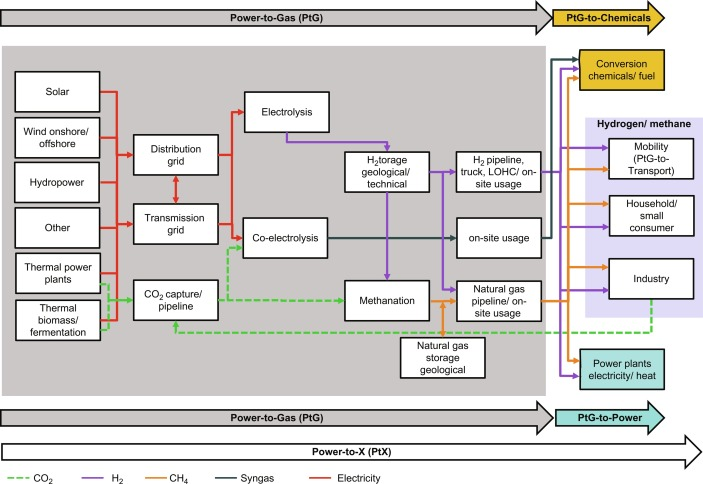 Power-to-Gas (PtG)
PtG-to-Chemicals
Solar
Wind onshore/
offshore
Hydropower
Other
Thermal power
plants
Thermal
biomass/
fermentation
Distribution
grid
Transmission
grid
CO2 capture/
pipeline
Electrolysis
Co-electrolysis
H2torage
geological/
technical
Methanation
Natural gas
storage
geological
H2 pipeline,
truck, LOHC/ on-
site usage
on-site usage
Natural gas
pipeline/ on-
site usage
Conversion
chemicals/ fuel
Hydrogen/ methane
Mobility
(PtG-to-
Transport)
Household/
small
consumer
Industry
Power plants
electricity/ heat
Power-to-Gas (PtG)
PtG-to-Power
Power-to-X (PtX)
CO2
H2
CH4
Syngas
Electricity